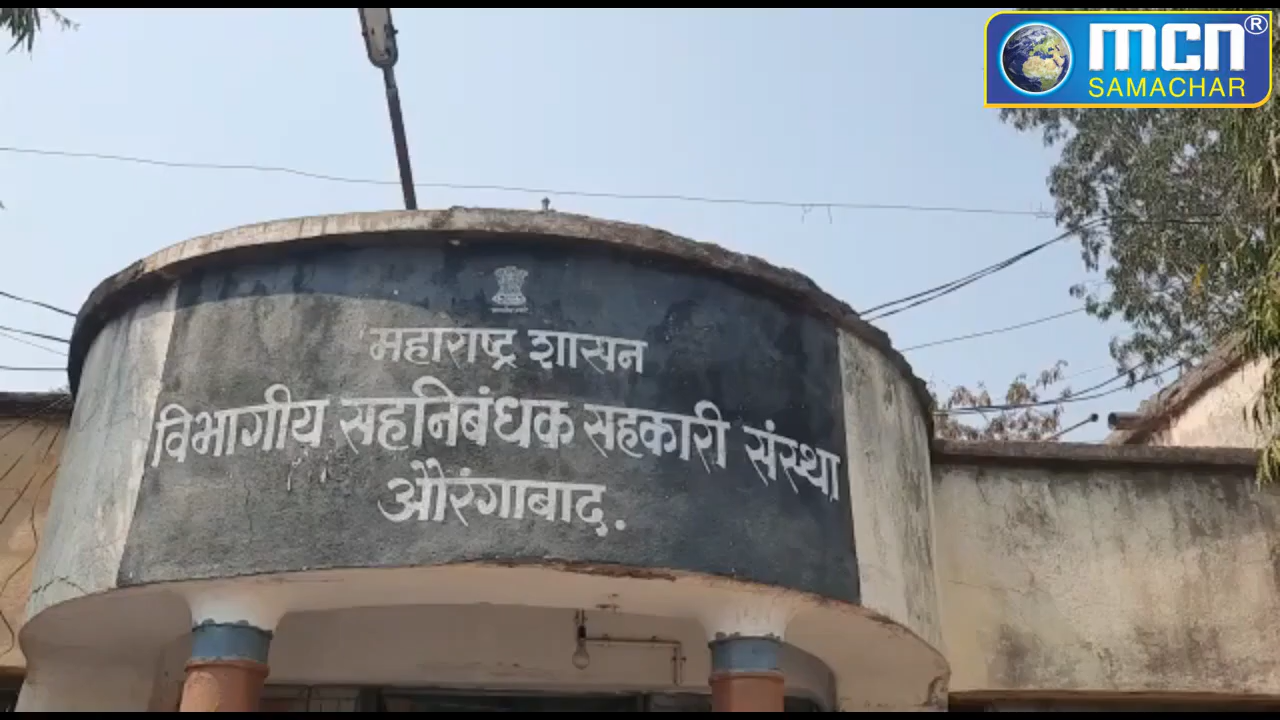 mcn®
SAMACHAR
महाराष्ट्र शासन
विभागीय सहनिबंधक सहकारी संस्था
औरंगाबाद.